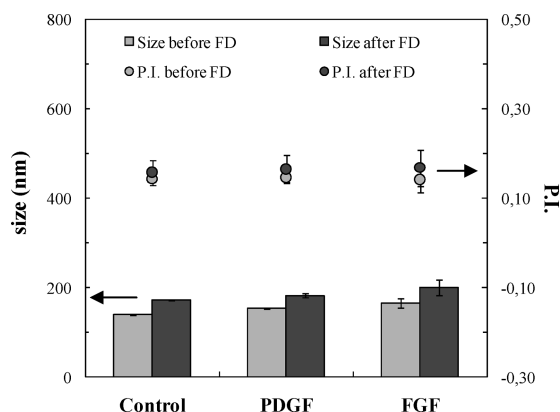 800
600
400
200
0
size (nm)
Size before FD
Size after FD
P.I. before FD
P.I. after FD
0,50
0,30
0,10
-0,10
-0,30
P.I.
Control
PDGF
FGF